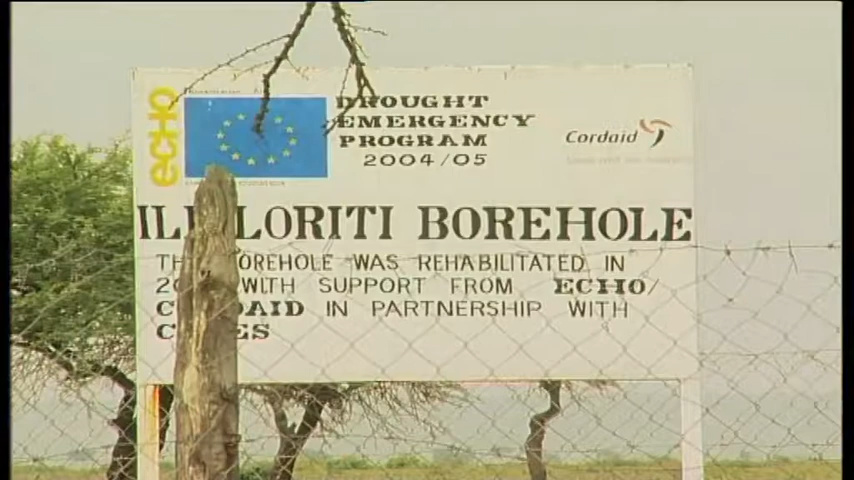 ECHO
DROUGHT
EMERGENCY
PROGRAM
2004/05
Cordaid
LORITI BOREHOLE
BOREHOLE WAS REHABILITATED IN
WITH SUPPORT FROM ECHO/
IN PARTNERSHIP WITH